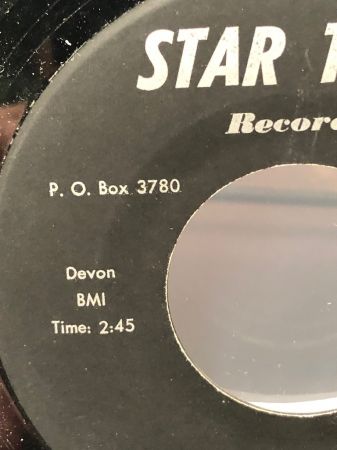 STAR T
Recor
P. O. Box 3780
Devon
BMI
Time: 2:45